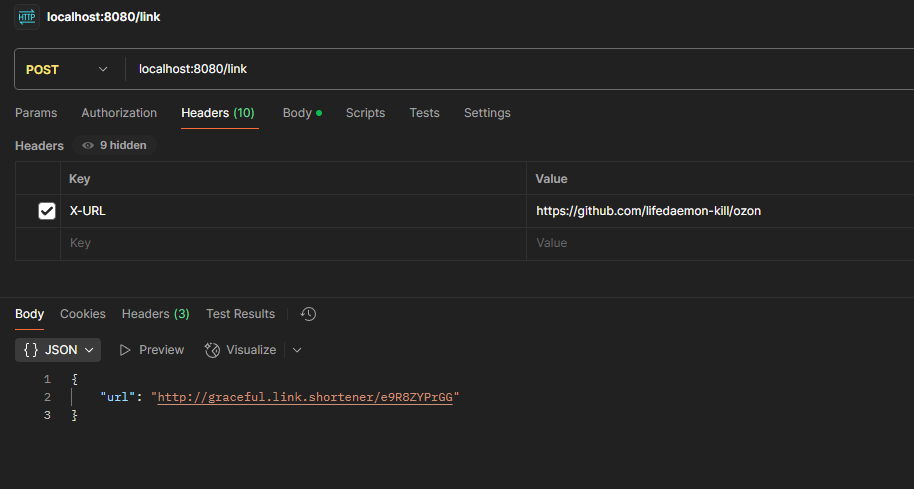 HTTP localhost:8080/link
POST localhost:8080/link
Params Authorization Headers (10) Body Scripts Tests Settings
Headers 9 hidden
Key Value
X-URL https://github.com/lifedaemon-kill/ozon
Key Value
Body Cookies Headers (3) Test Results
{} JSON Preview Visualize
1 {
2 "url": "http://graceful.link.shortener/e9R8ZYPrGG"
3 }